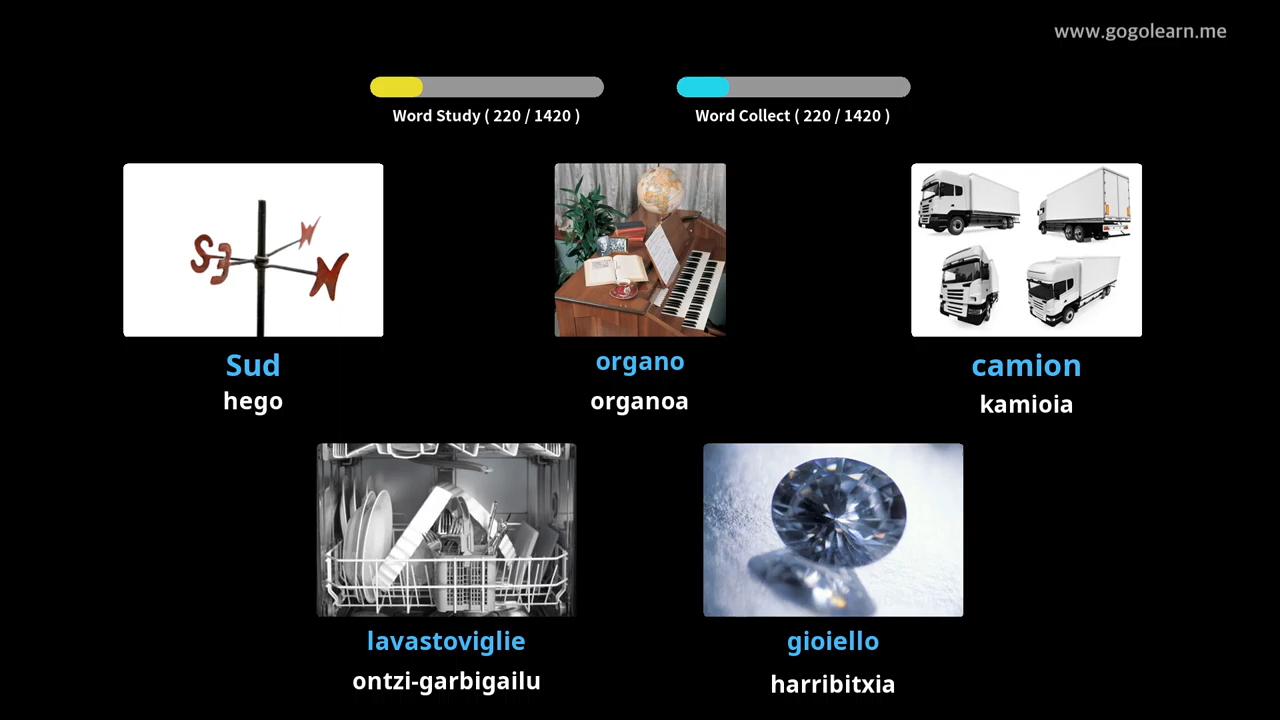 www.gogolearn.me
Word Study ( 220 / 1420 )
Word Collect ( 220 / 1420 )
S E N
Sud
hego
organo
organoa
camion
kamioia
lavastoviglie
ontzi-garbigailu
gioiello
harribitxia